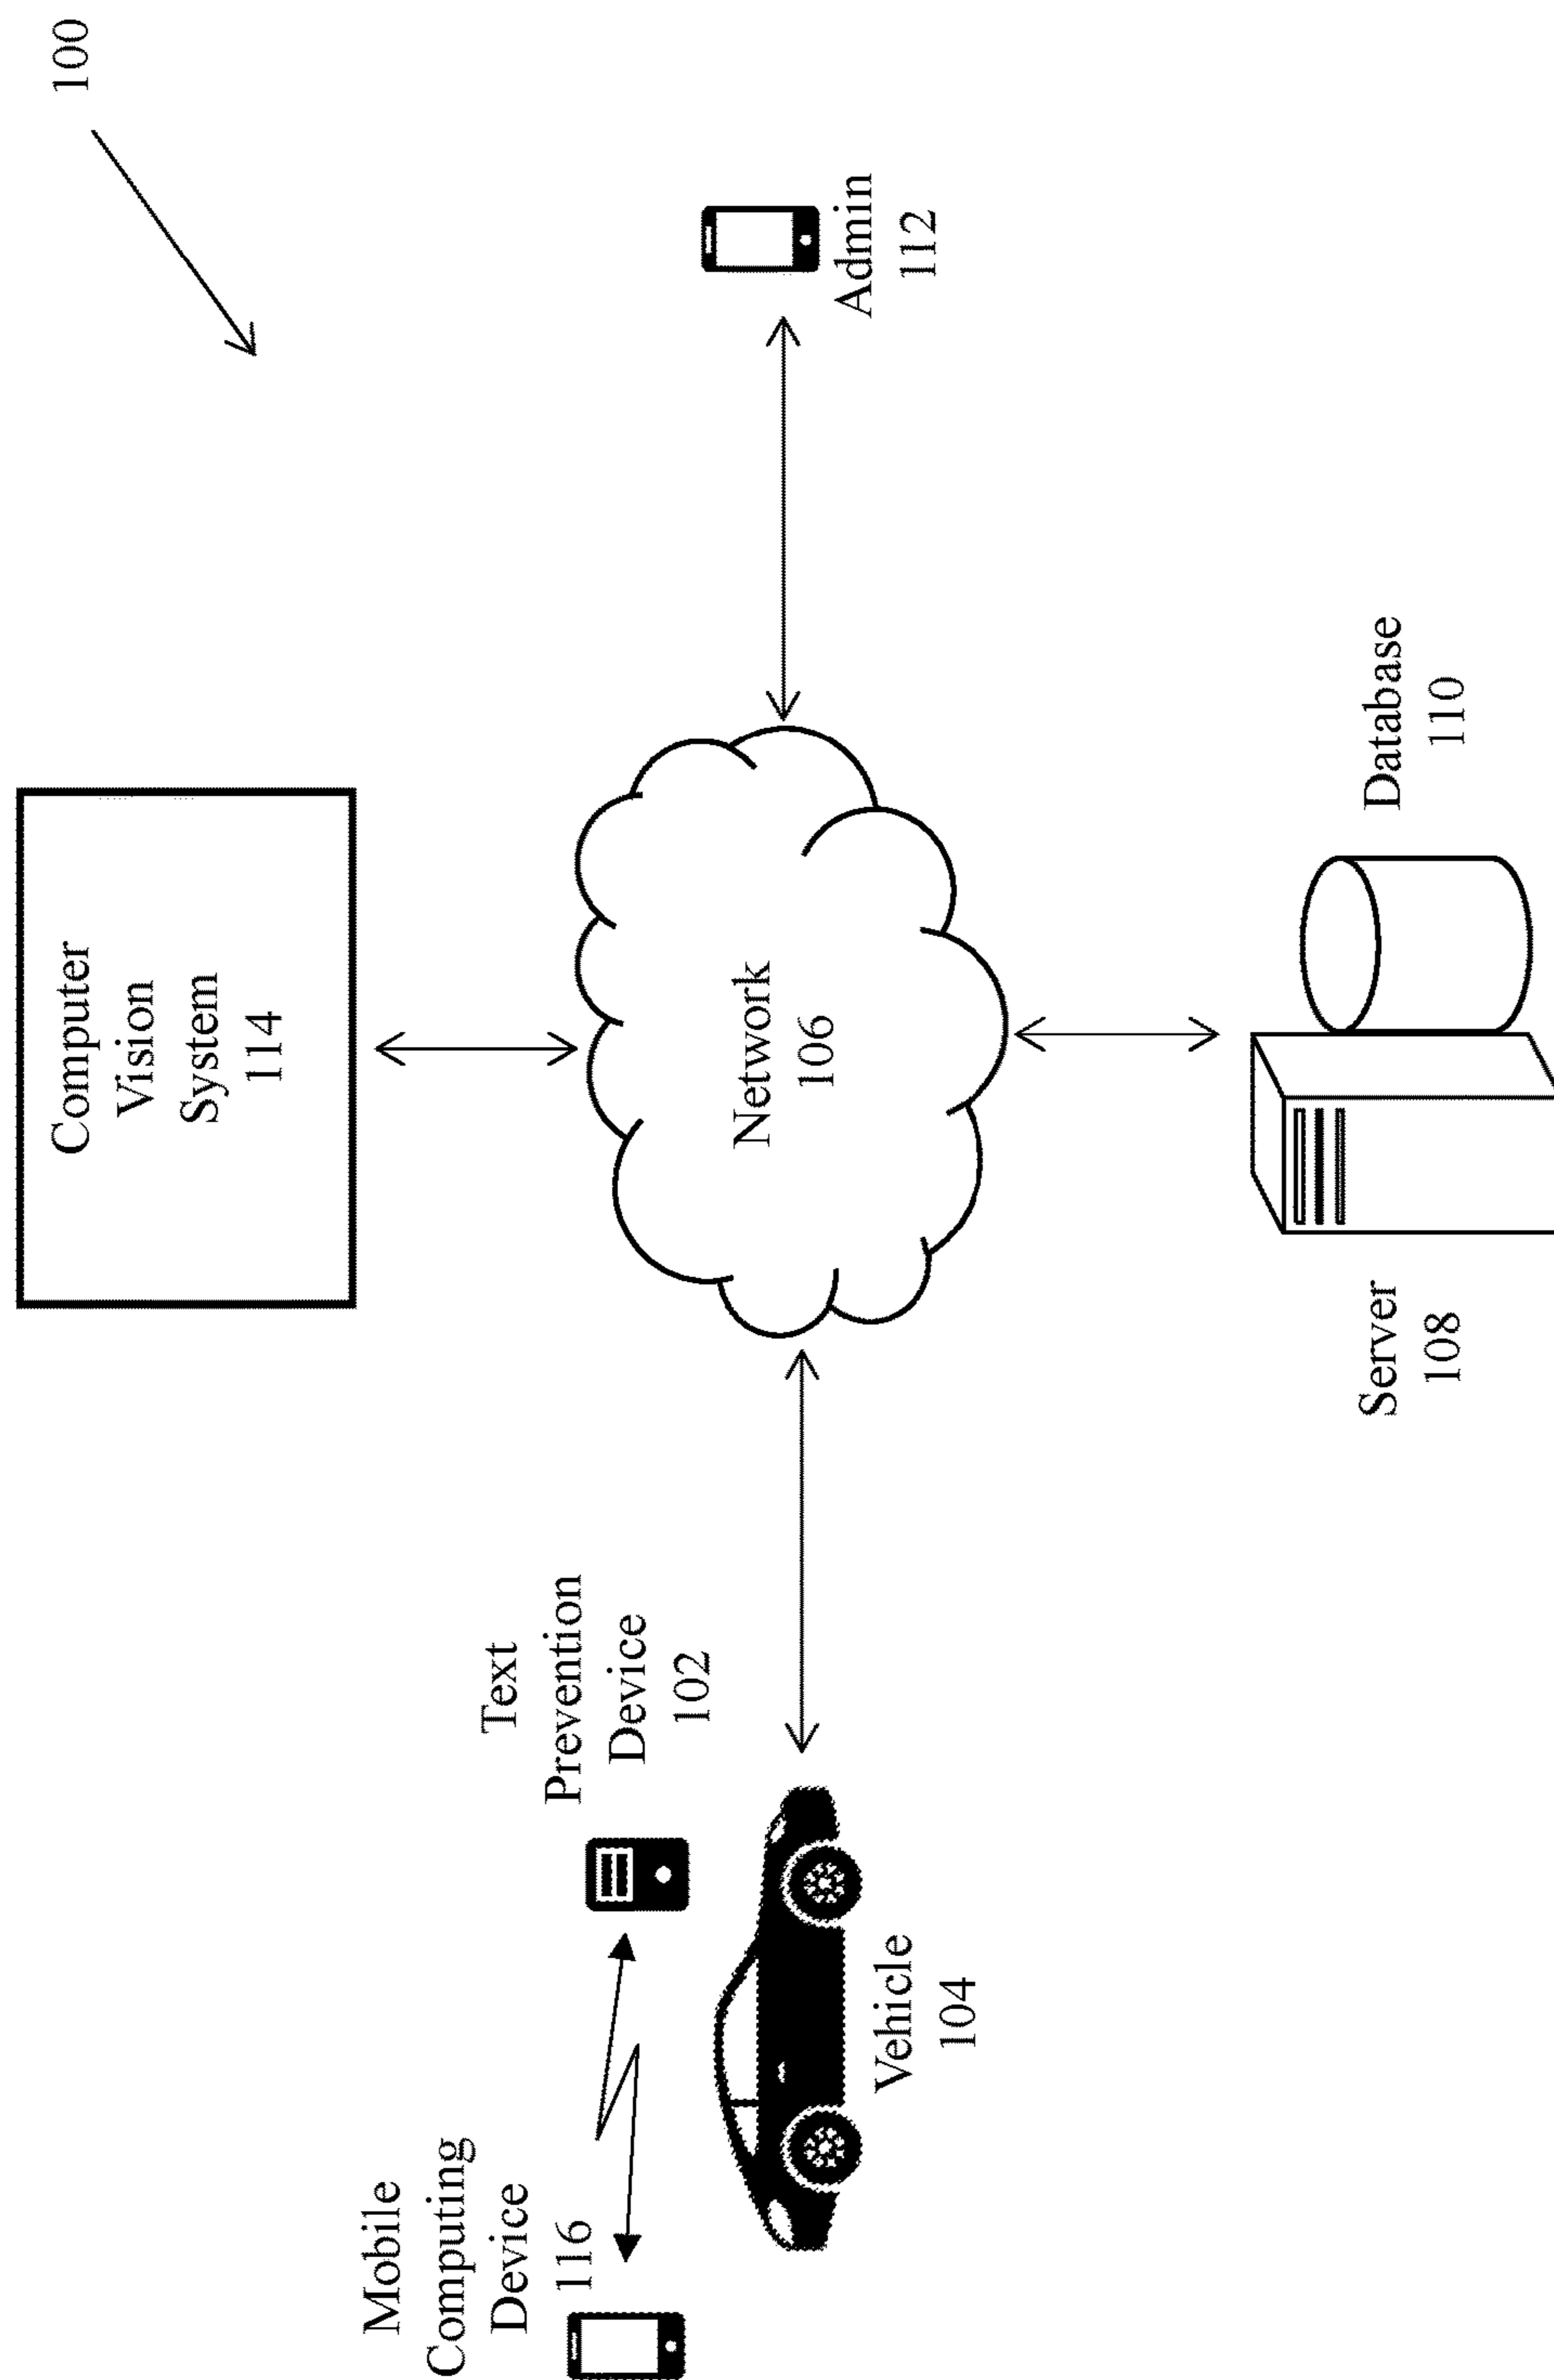 100
Computer
Vision
System
114
Mobile
Computing
Device
116
Text
Prevention
Device
102
Network
106
Admin
112
Vehicle
104
Server
108
Database
110